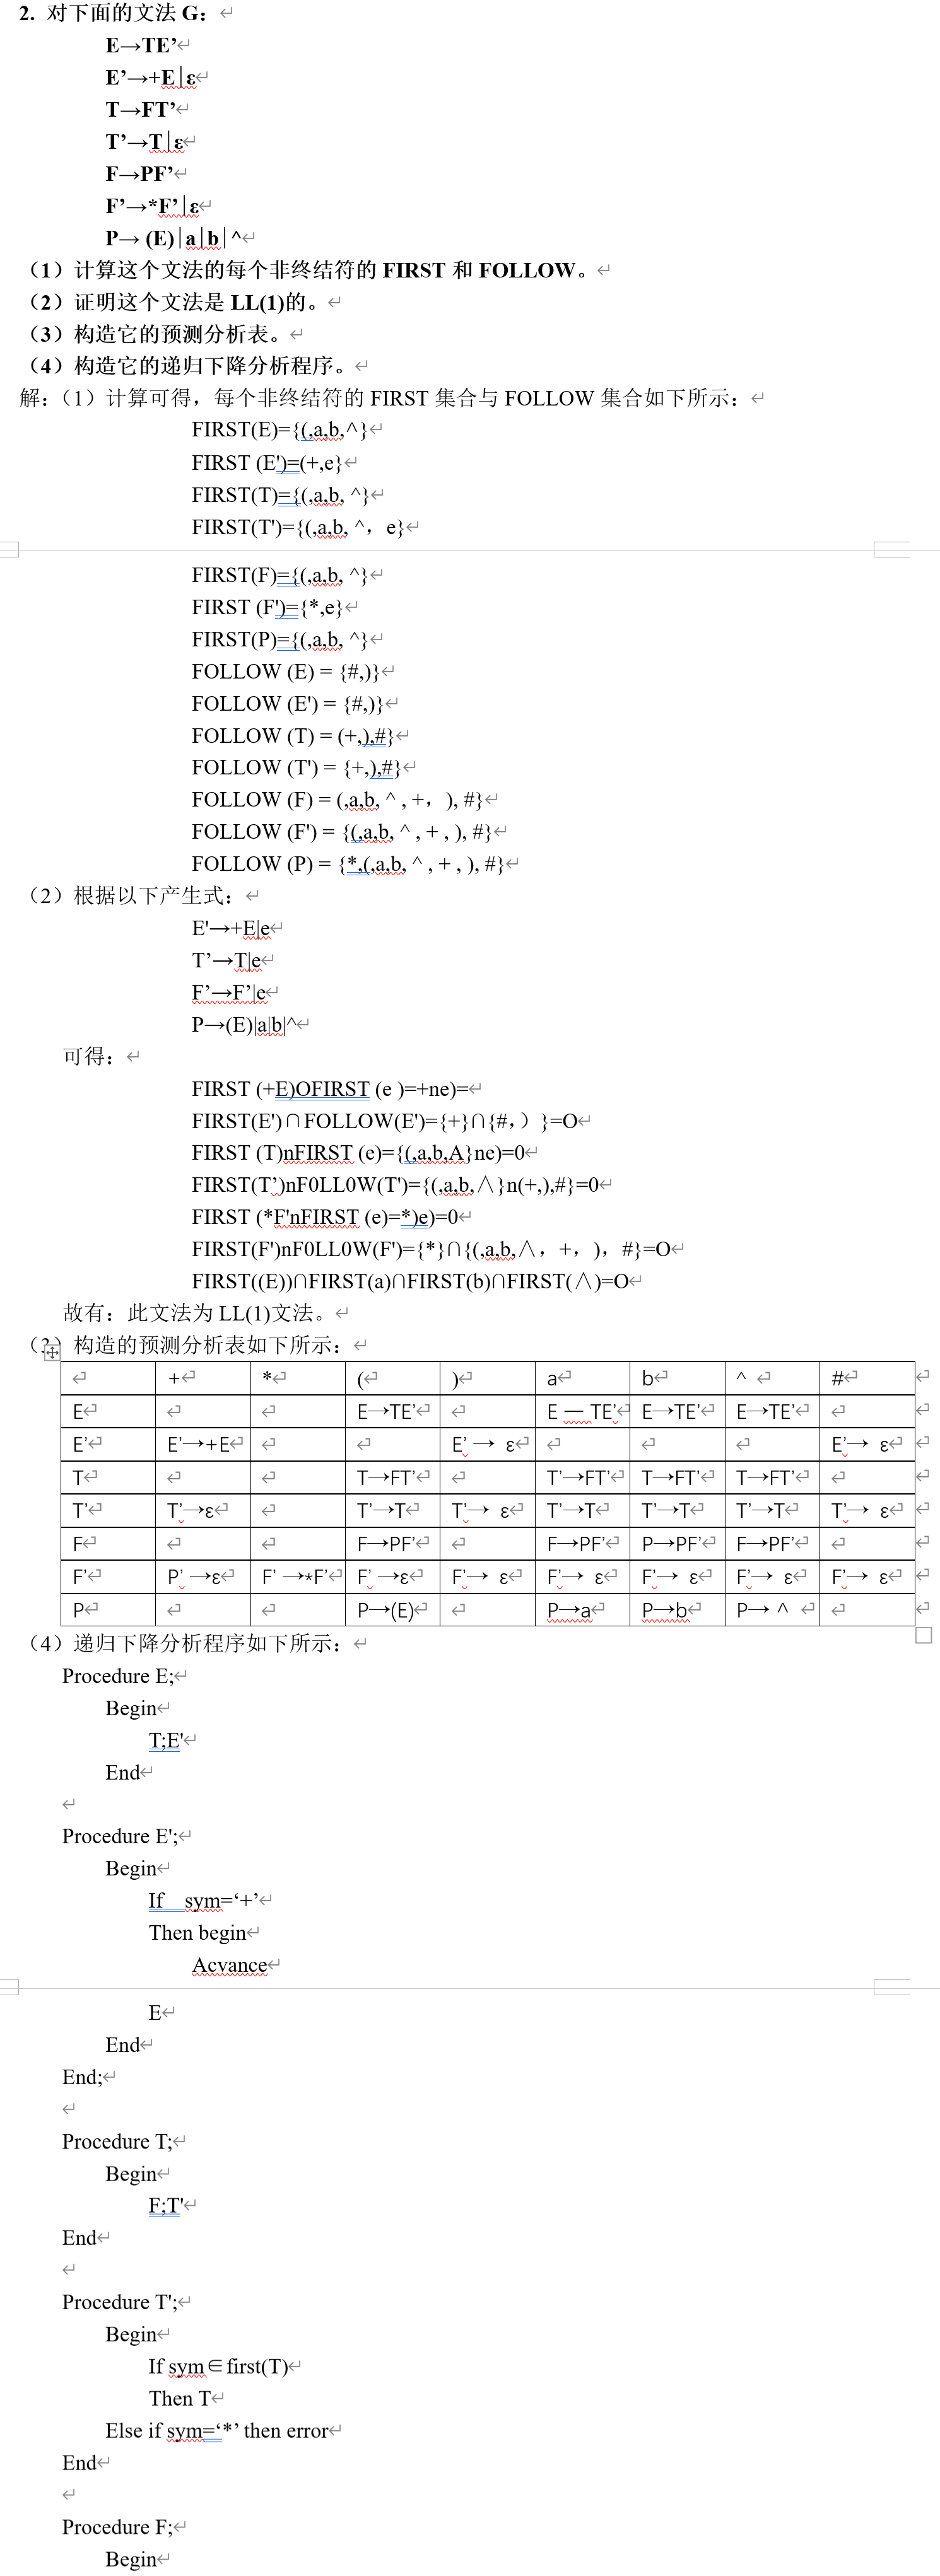 2. 对下面的文法 G：
E→TE’
E’→+E|ε
T→FT’
T’→T|ε
F→PF’
F’→*F’|ε
P→ (E)|a|b|^
（1）计算这个文法的每个非终结符的 FIRST 和 FOLLOW。
（2）证明这个文法是 LL(1)的。
（3）构造它的预测分析表。
（4）构造它的递归下降分析程序。
解：（1）计算可得，每个非终结符的 FIRST 集合与 FOLLOW 集合如下所示：
FIRST(E)={(,a,b,^}
FIRST (E')=(+,e}
FIRST(T)={(,a,b, ^}
FIRST(T')={(,a,b, ^，e}
FIRST(F)={(,a,b, ^}
FIRST (F')={*,e}
FIRST(P)={(,a,b, ^}
FOLLOW (E) = {#,)}
FOLLOW (E') = {#,)}
FOLLOW (T) = (+,),#}
FOLLOW (T') = {+,),#}
FOLLOW (F) = (,a,b, ^ , +，), #}
FOLLOW (F') = {(,a,b, ^ , + , ), #}
FOLLOW (P) = {*,(,a,b, ^ , + , ), #}
（2）根据以下产生式：
E'→+E|e
T’→T|e
F’→F’|e
P→(E)|a|b|^
可得：
FIRST (+E)OFIRST (e )=+ne)=
FIRST(E')∩FOLLOW(E')={+}∩{#，）}=O
FIRST (T)nFIRST (e)={(,a,b,A}ne)=0
FIRST(T’)nF0LL0W(T')={(,a,b,∧}n(+,),#}=0
FIRST (*F'nFIRST (e)=*)e)=0
FIRST(F')nF0LL0W(F')={*}∩{(,a,b,∧，+，)，#}=O
FIRST((E))∩FIRST(a)∩FIRST(b)∩FIRST(∧)=O
故有：此文法为 LL(1)文法。
（3）构造的预测分析表如下所示：
+ * ( ) a b ^ #
E E→TE’ E — TE’ E→TE’ E→TE’
E’ E’→+E E’→ ε E’→ ε
T T→FT’ T’→FT’ T→FT’ T→FT’
T’ T’→ε T’→T T’→ ε T’→T T’→T T’→T T’→ ε
F F→PF’ F→PF’ P→PF’ F→PF’
F’ P’ →ε F’ →*F’ F’ →ε F’→ ε F’→ ε F’→ ε F’→ ε F’→ ε
P P→(E) P→a P→b P→ ^
（4）递归下降分析程序如下所示：
Procedure E;
Begin
T;E'
End
Procedure E';
Begin
If sym=‘+’
Then begin
Acvance
E
End
End;
Procedure T;
Begin
F;T'
End
Procedure T';
Begin
If sym∈first(T)
Then T
Else if sym=‘*’ then error
End
Procedure F;
Begin